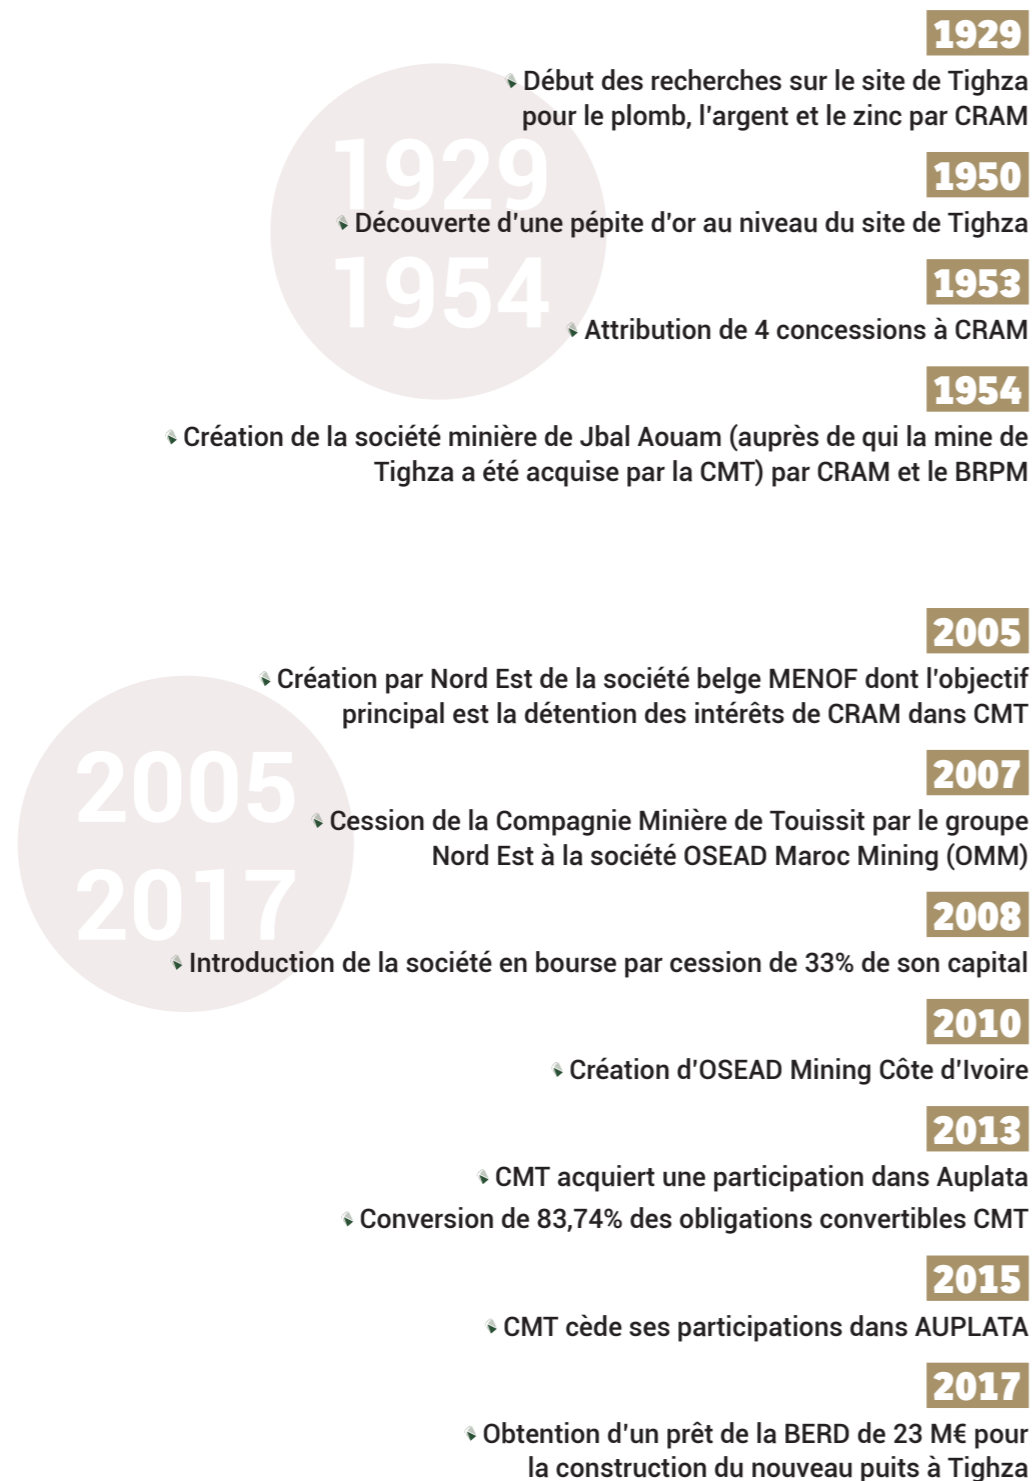 1929
Début des recherches sur le site de Tighza
pour le plomb, l'argent et le zinc par CRAM
1929
1954
1950
Découverte d'une pépite d'or au niveau du site de Tighza
1953
Attribution de 4 concessions à CRAM
1954
Création de la société minière de Jbal Aouam (auprès de qui la mine de
Tighza a été acquise par la CMT) par CRAM et le BRPM
2005
Création par Nord Est de la société belge MENOF dont l'objectif
principal est la détention des intérêts de CRAM dans CMT
2005
2017
2007
Cession de la Compagnie Minière de Touissit par le groupe
Nord Est à la société OSEAD Maroc Mining (OMM)
2008
Introduction de la société en bourse par cession de 33% de son capital
2010
Création d'OSEAD Mining Côte d'Ivoire
2013
CMT acquiert une participation dans Auplata
Conversion de 83,74% des obligations convertibles CMT
2015
CMT cède ses participations dans AUPLATA
2017
Obtention d'un prêt de la BERD de 23 M€ pour
la construction du nouveau puits à Tighza